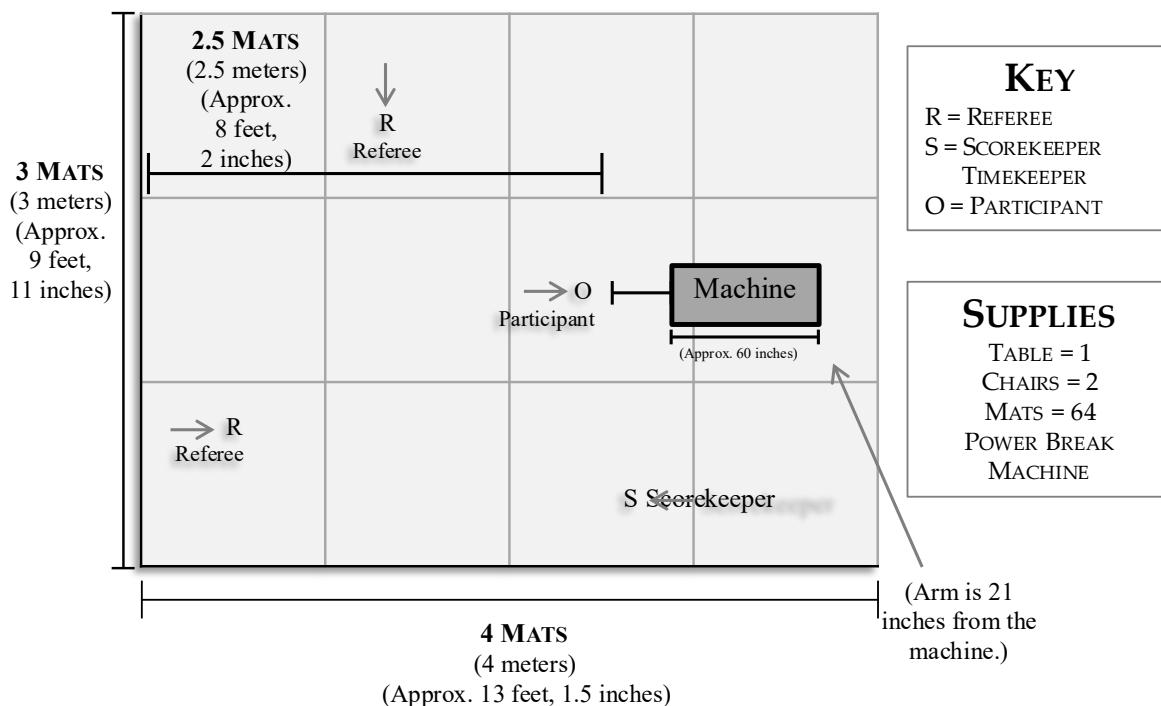 2.5 MATS
(2.5 meters)
(Approx.
8 feet,
2 inches)
R
Referee
3 MATS
(3 meters)
(Approx.
9 feet,
11 inches)
O
Participant
Machine
(Approx. 60 inches)
R
Referee
S Scorekeeper
4 MATS
(4 meters)
(Approx. 13 feet, 1.5 inches)
KEY
R = REFEREE
S = SCOREKEEPER
TIMEKEEPER
O = PARTICIPANT
SUPPLIES
TABLE = 1
CHAIRS = 2
MATS = 64
POWER BREAK
MACHINE
(Arm is 21
inches from the
machine.)